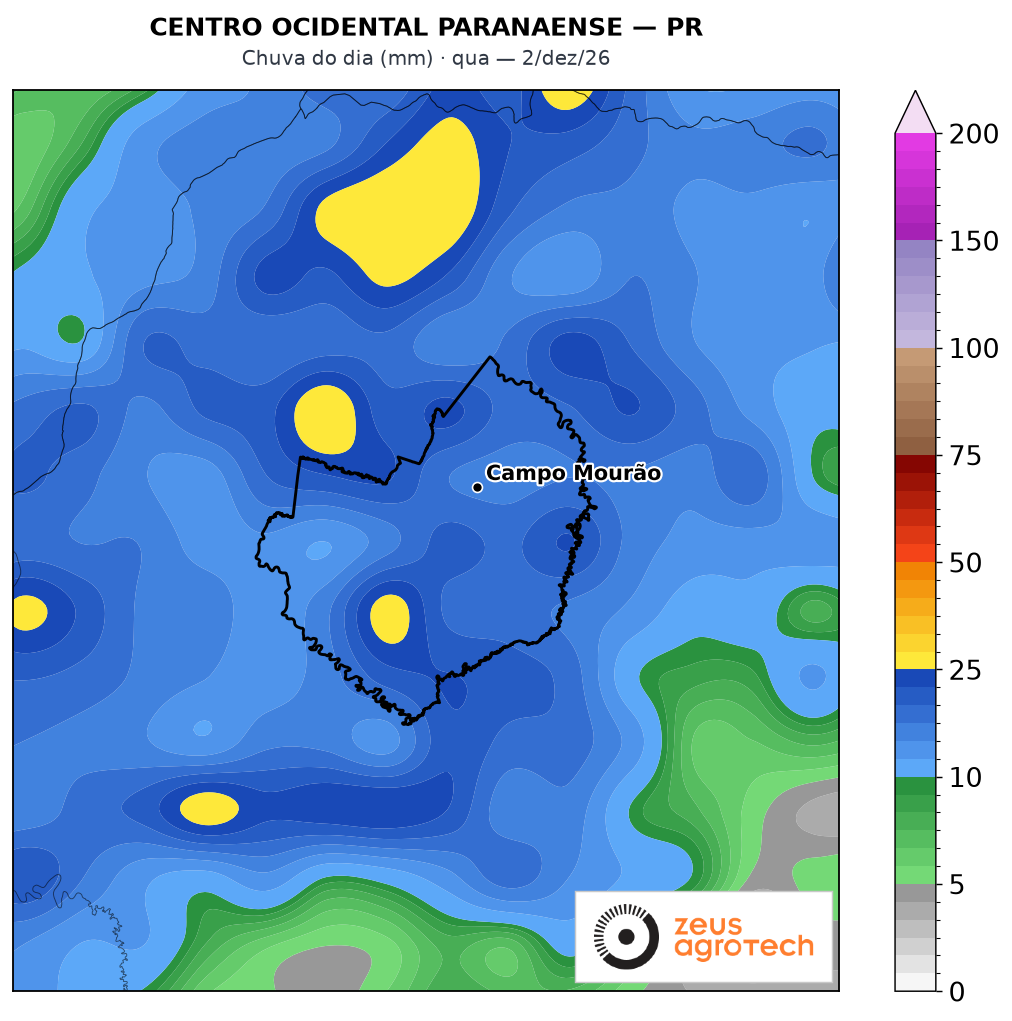 CENTRO OCIDENTAL PARANAENSE — PR
Chuva do dia (mm) · qua — 2/dez/26
Campo Mourão
200
150
100
75
50
25
10
5
0
zeus
agroтech